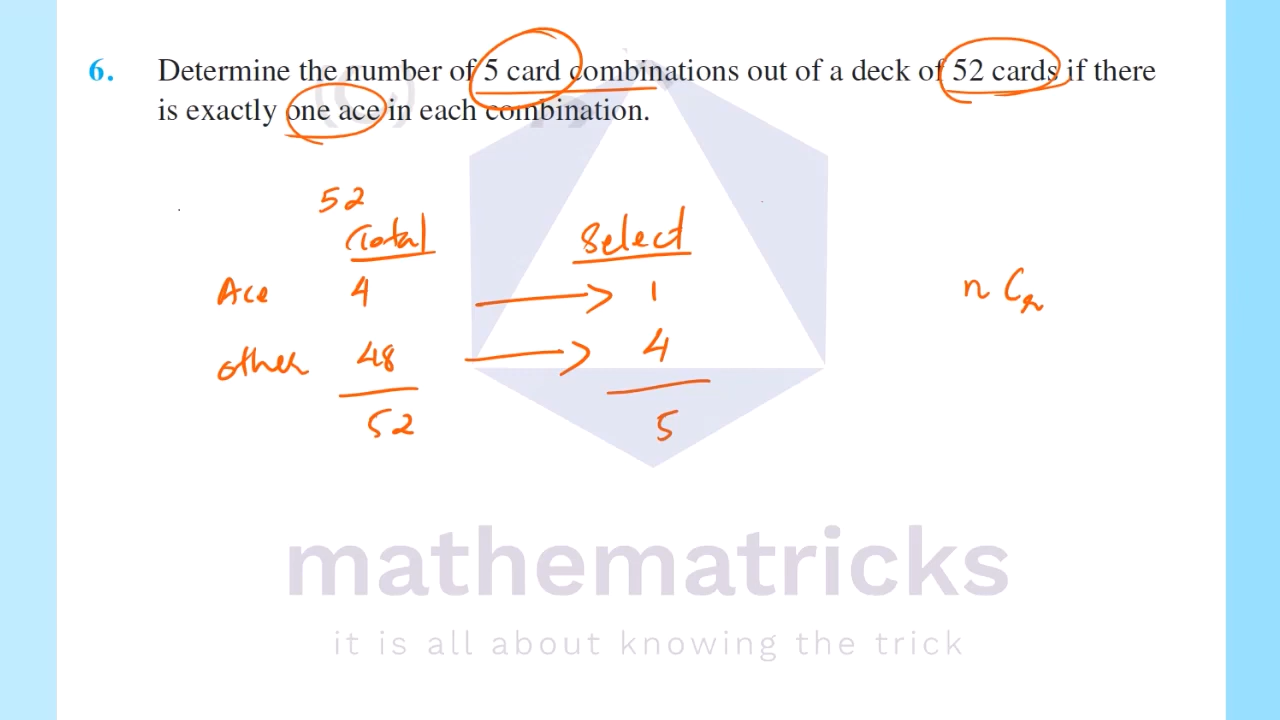 6. Determine the number of 5 card combinations out of a deck of 52 cards if there
is exactly one ace in each combination.
52
Total Select
Ace 4 1 nCr
other 48 4
52 5
mathematricks
it is all about knowing the trick